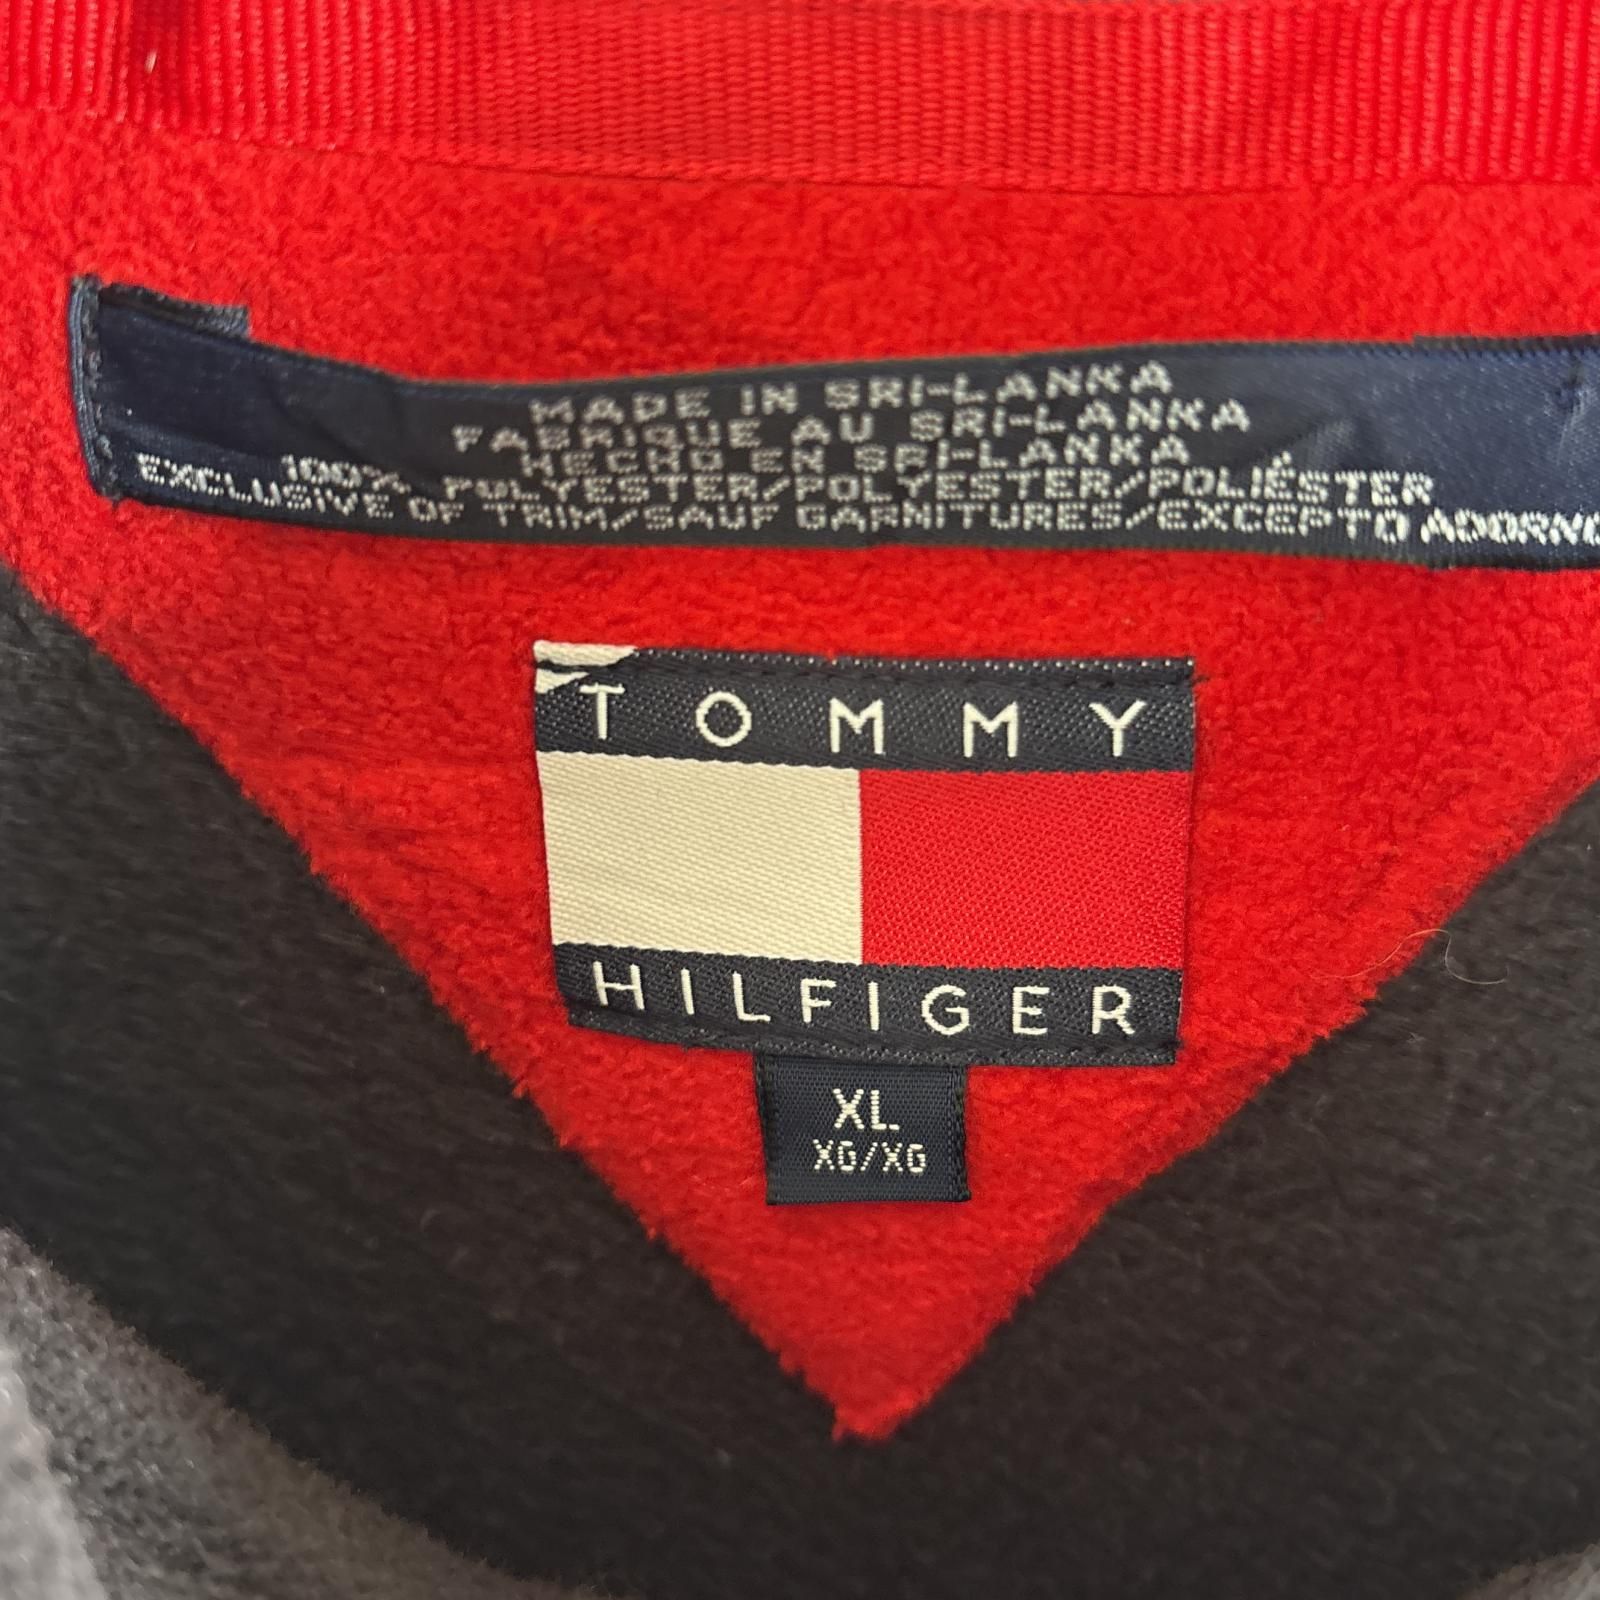 MADE IN SRI-LANKA
FABRIQUE AU SRI-LANKA
HECHO EN SRI-LANKA
100% POLYESTER/POLYESTER/POLIÉSTER
EXCLUSIVE OF TRIM/SAUF GARNITURES/EXCEPTO ADORNO
TOMMY
HILFIGER
XL
XG/XG